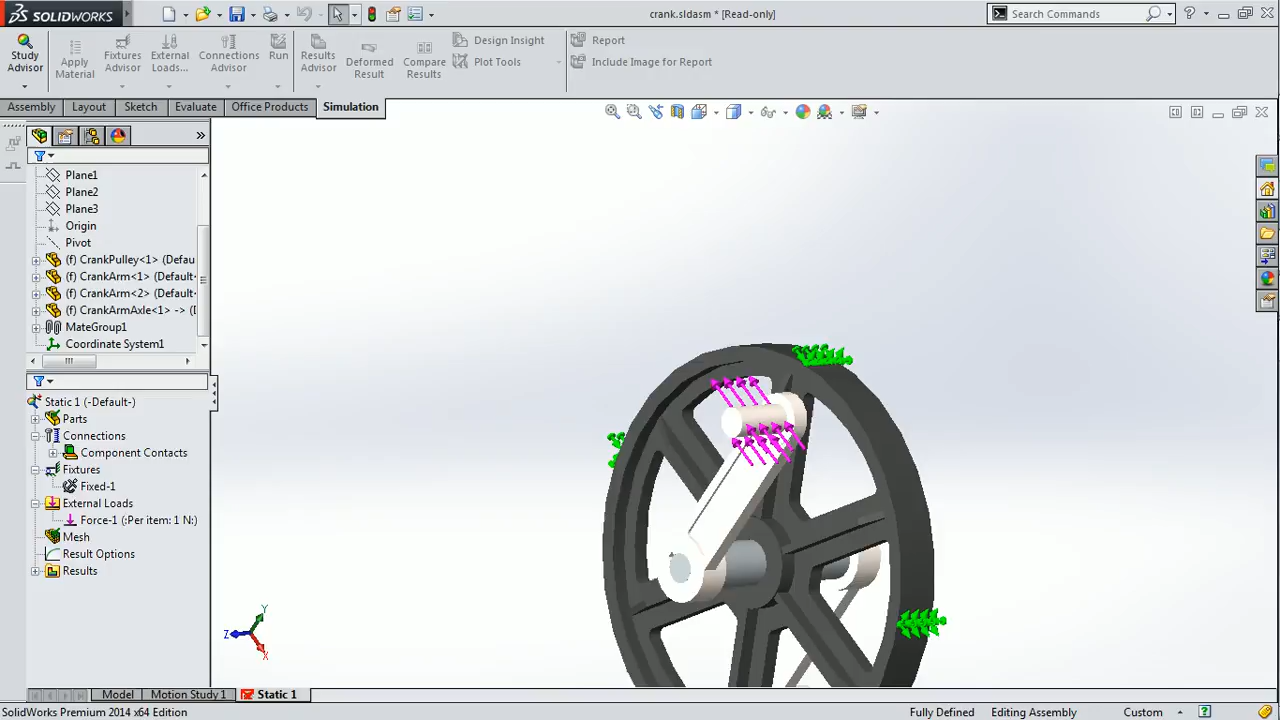 SOLIDWORKS
crank.sldasm * [Read-only]
Search Commands
?
Study Advisor
Apply Material
Fixtures Advisor
External Loads...
Connections Advisor
Run
Results Advisor
Deformed Result
Compare Results
Design Insight
Plot Tools
Report
Include Image for Report
Assembly
Layout
Sketch
Evaluate
Office Products
Simulation
»
Plane1
Plane2
Plane3
Origin
Pivot
(f) CrankPulley<1> (Defau
(f) CrankArm<1> (Default
(f) CrankArm<2> (Default
(f) CrankArmAxle<1> -> (
MateGroup1
Coordinate System1
Static 1 (-Default-)
Parts
Connections
Component Contacts
Fixtures
Fixed-1
External Loads
Force-1 (:Per item: 1 N:)
Mesh
Result Options
Results
Y
Z
X
Model
Motion Study 1
Static 1
SolidWorks Premium 2014 x64 Edition
Fully Defined
Editing Assembly
Custom
?